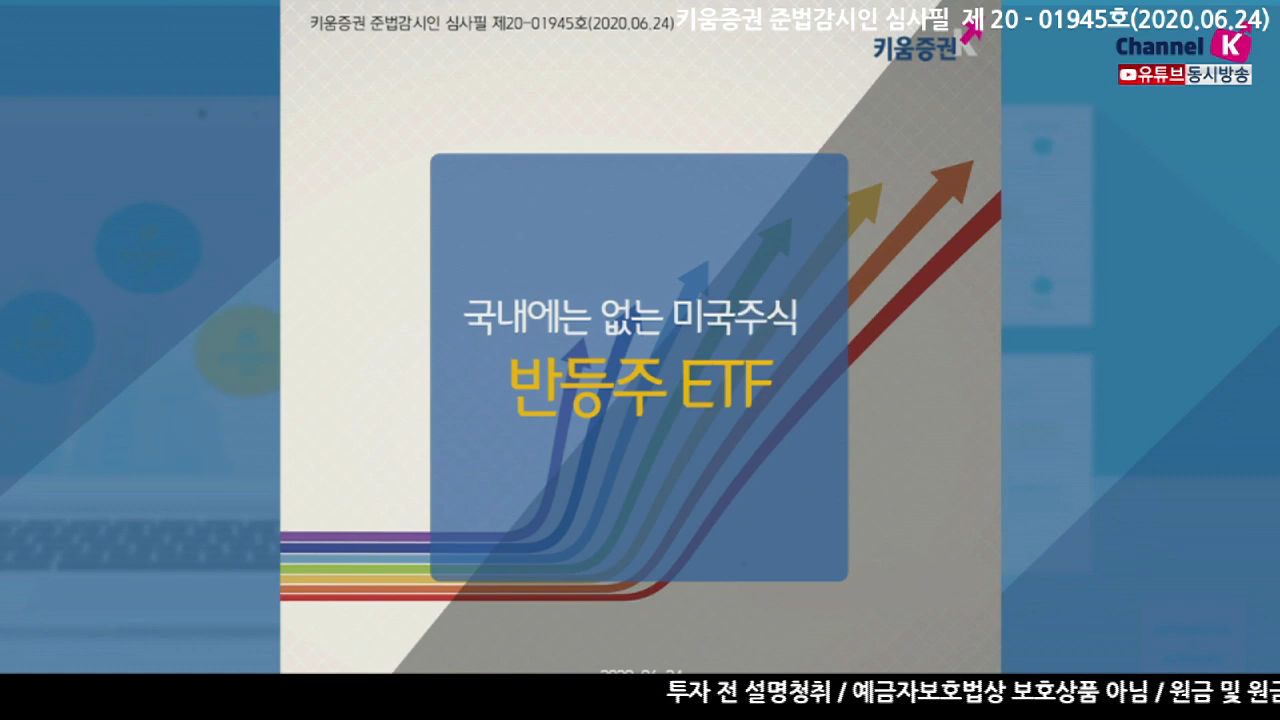 키움증권 준법감시인 심사필 제20-01945호(2020.06.24)
키움증권 준법감시인 심사필 제 20 - 01945호(2020.06.24)
키움증권
Channel K
유튜브동시방송
국내에는 없는 미국주식
반등주 ETF
투자 전 설명청취 / 예금자보호법상 보호상품 아님 / 원금 및 원금